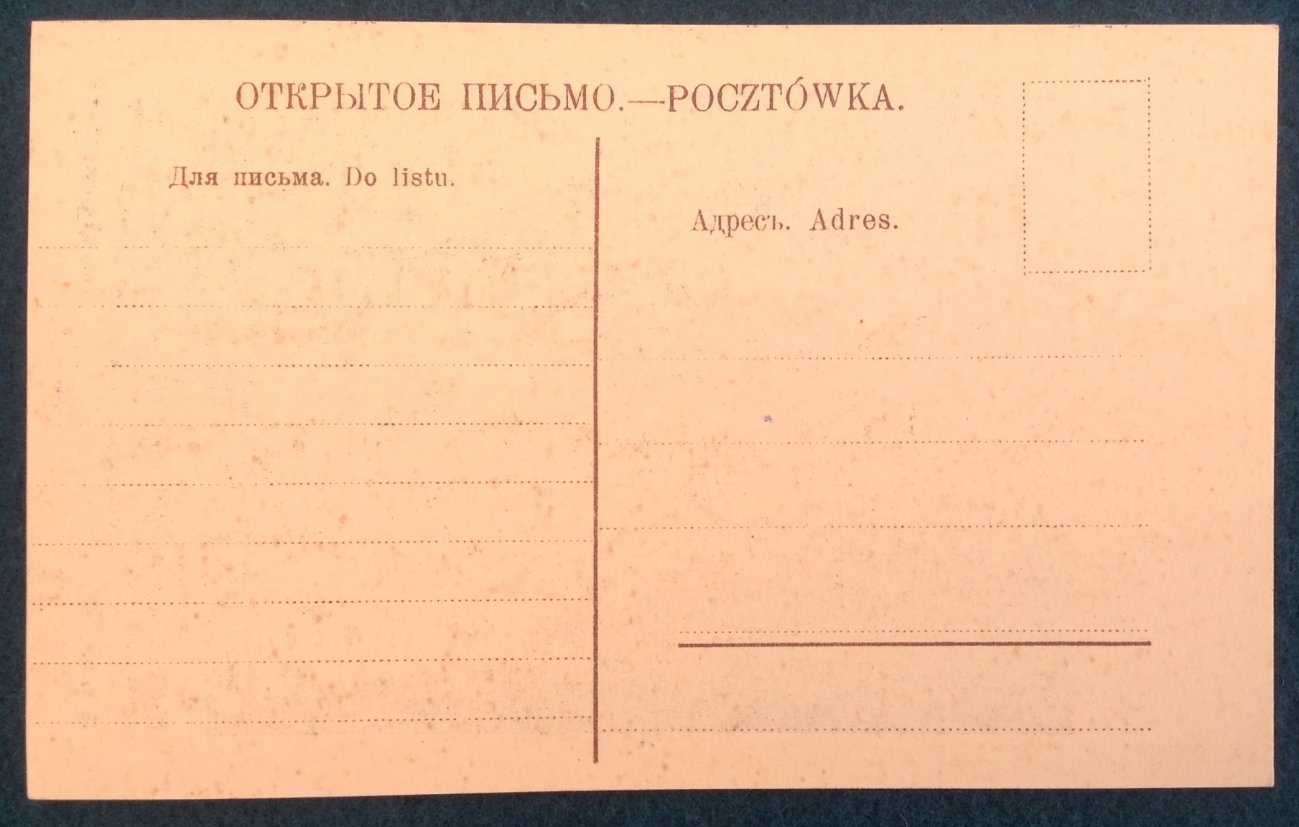 ОТКРЫТОЕ ПИСЬМО.—POCZTÓWKA.
Для письма. Do listu.
Адресъ. Adres.